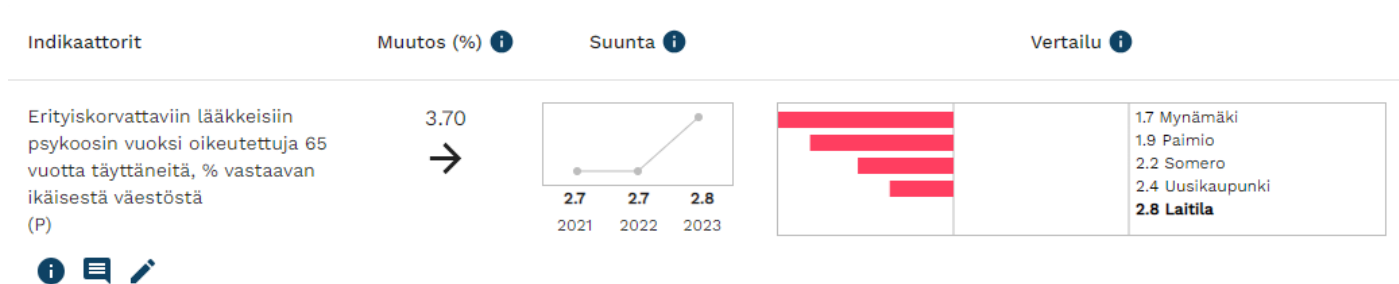 Indikaattorit
Muutos (%)
Suunta
Vertailu
Erityiskorvattaviin lääkkeisiin
psykoosin vuoksi oikeutettuja 65
vuotta täyttäneitä, % vastaavan
ikäisestä väestöstä
(P)
3.70
2.7 2.7 2.8
2021 2022 2023
1.7 Mynämäki
1.9 Paimio
2.2 Somero
2.4 Uusikaupunki
2.8 Laitila